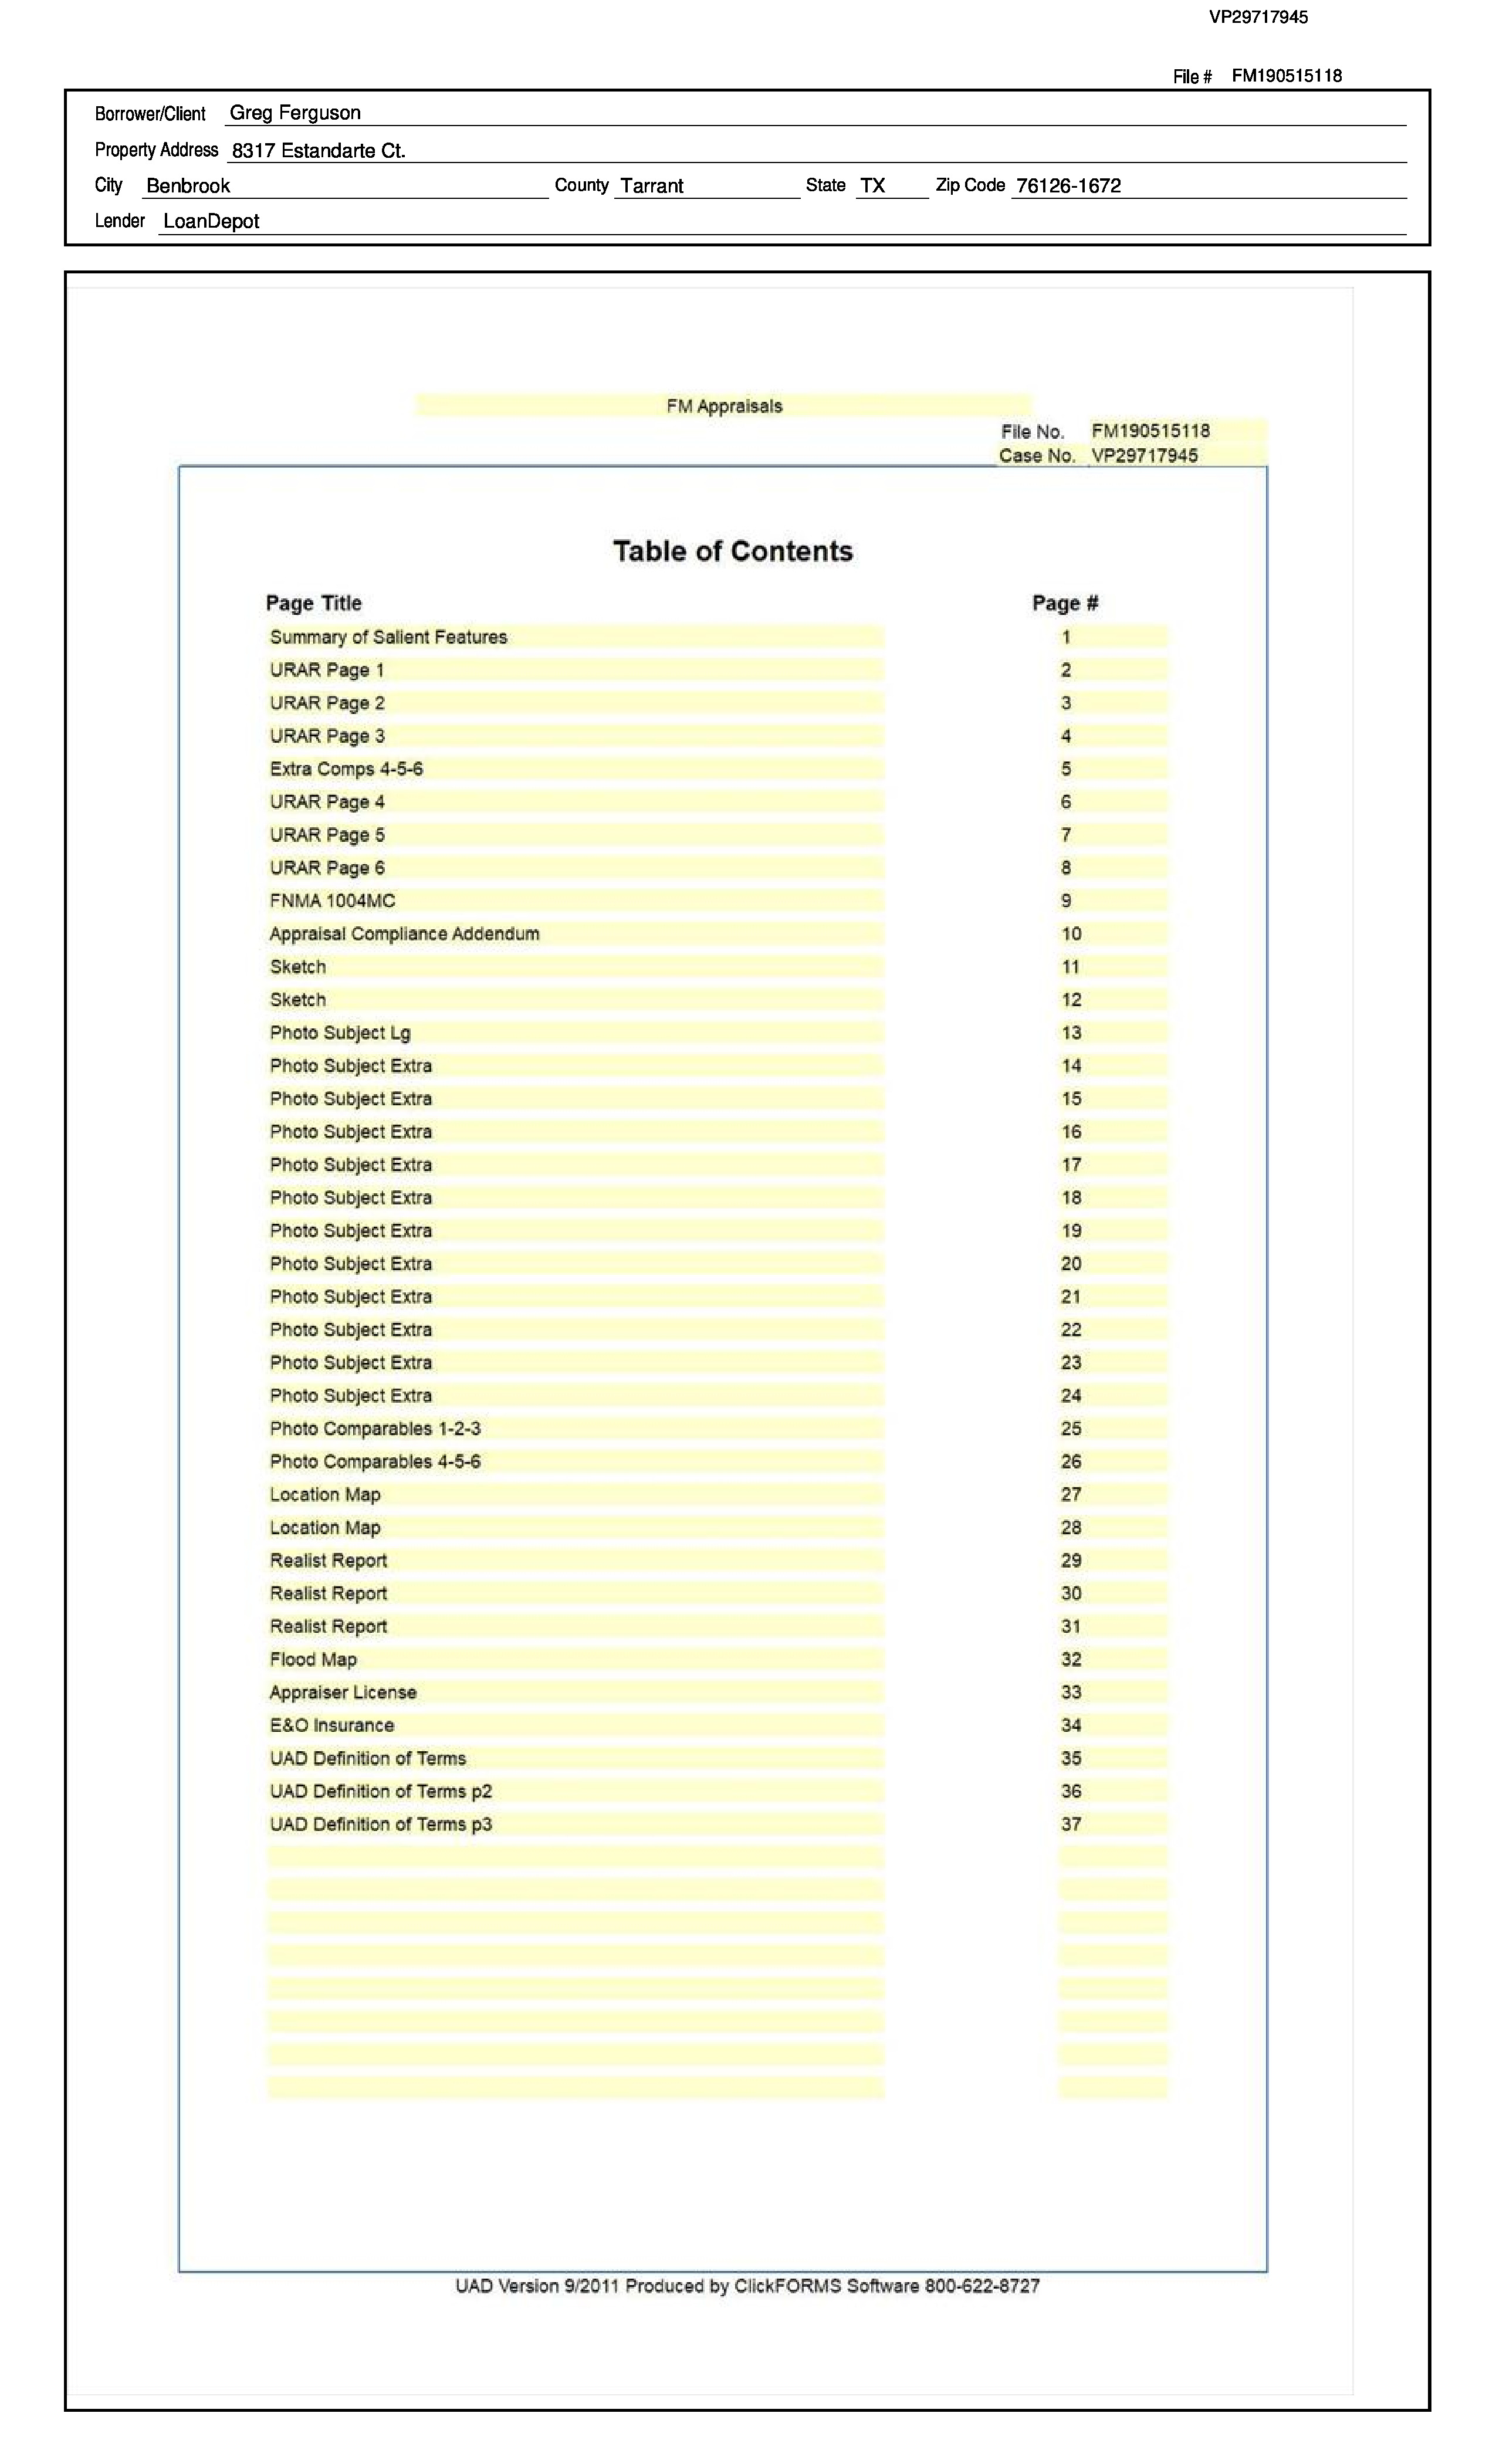 VP29717945
File # FM190515118
Borrower/Client Greg Ferguson
Property Address 8317 Estandarte Ct.
City Benbrook County Tarrant State TX Zip Code 76126-1672
Lender LoanDepot
FM Appraisals
File No. FM190515118
Case No. VP29717945
Table of Contents
Page Title Page #
Summary of Salient Features 1
URAR Page 1 2
URAR Page 2 3
URAR Page 3 4
Extra Comps 4-5-6 5
URAR Page 4 6
URAR Page 5 7
URAR Page 6 8
FNMA 1004MC 9
Appraisal Compliance Addendum 10
Sketch 11
Sketch 12
Photo Subject Lg 13
Photo Subject Extra 14
Photo Subject Extra 15
Photo Subject Extra 16
Photo Subject Extra 17
Photo Subject Extra 18
Photo Subject Extra 19
Photo Subject Extra 20
Photo Subject Extra 21
Photo Subject Extra 22
Photo Subject Extra 23
Photo Subject Extra 24
Photo Comparables 1-2-3 25
Photo Comparables 4-5-6 26
Location Map 27
Location Map 28
Realist Report 29
Realist Report 30
Realist Report 31
Flood Map 32
Appraiser License 33
E&O Insurance 34
UAD Definition of Terms 35
UAD Definition of Terms p2 36
UAD Definition of Terms p3 37
UAD Version 9/2011 Produced by ClickFORMS Software 800-622-8727